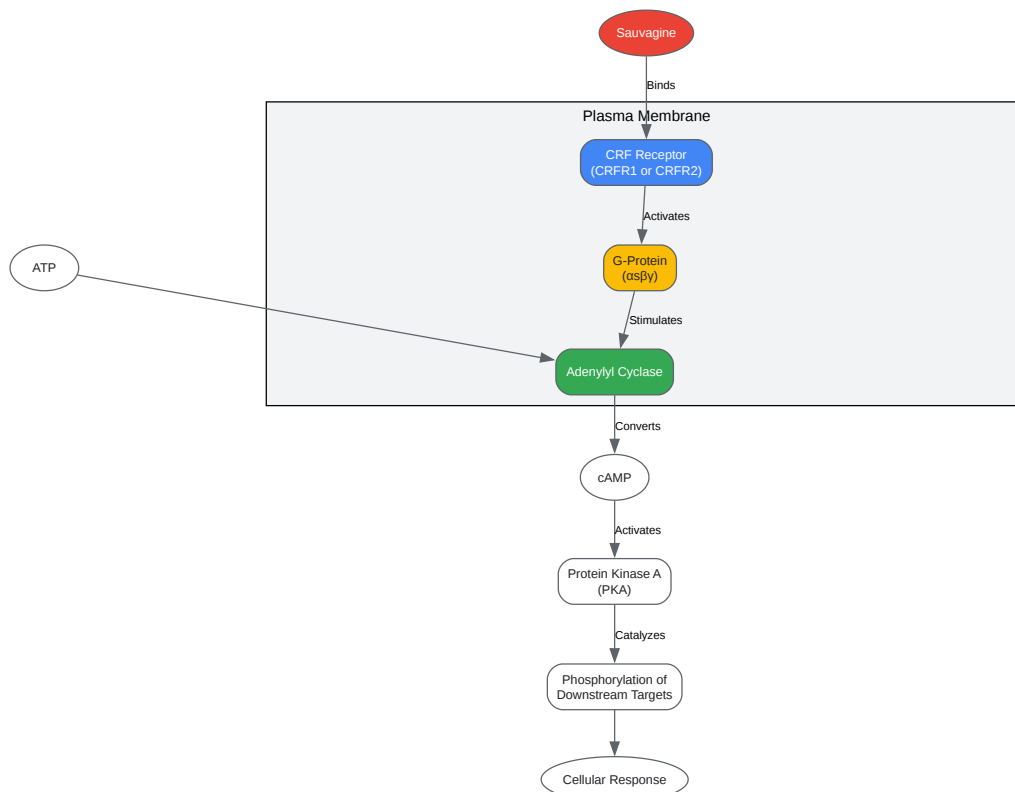 Sauvagine
Binds
Plasma Membrane
CRF Receptor
(CRFR1 or CRFR2)
Activates
G-Protein
(αsβγ)
ATP
Stimulates
Adenylyl Cyclase
Converts
cAMP
Activates
Protein Kinase A
(PKA)
Catalyzes
Phosphorylation of
Downstream Targets
Cellular Response